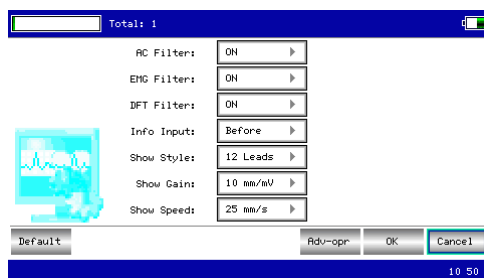 Total: 1
AC Filter: ON
EMG Filter: ON
DFT Filter: ON
Info Input: Before
Show Style: 12 Leads
Show Gain: 10 mm/mV
Show Speed: 25 mm/s
Default Adv-opr OK Cancel
10 50